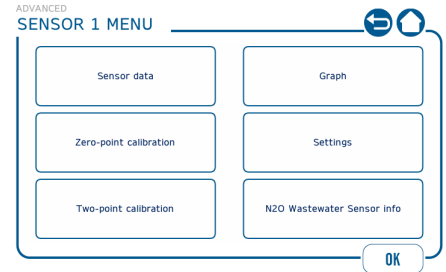 ADVANCED
SENSOR 1 MENU
Sensor data
Graph
Zero-point calibration
Settings
Two-point calibration
N2O Wastewater Sensor info
OK